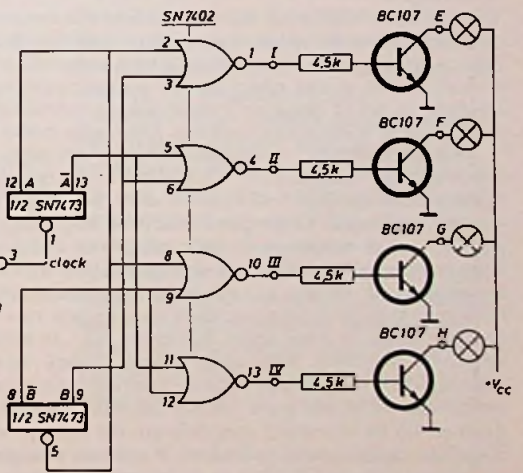 SN7402
BC107 E
2
1 I
4,5k
3
BC107 F
5
4 II
4,5k
6
12 A Ā 13
1/2 SN7473
1
3
clock
BC107 G
8
10 III
4,5k
9
BC107 H
11
13 IV
4,5k
12
8 B̄ B 9
1/2 SN7473
5
+Vcc